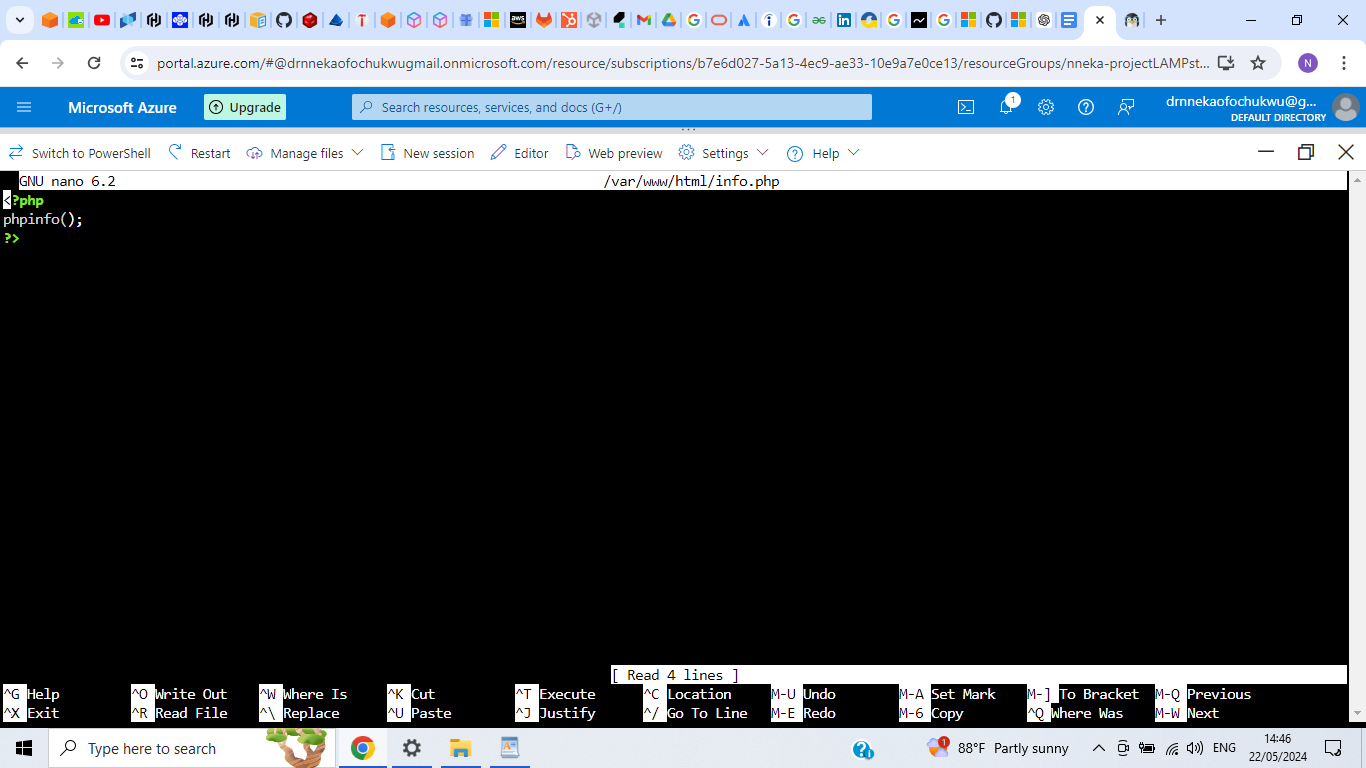 portal.azure.com/#@drnnekaofochukwugmail.onmicrosoft.com/resource/subscriptions/b7e6d027-5a13-4ec9-ae33-10e9a7e0ce13/resourceGroups/nneka-projectLAMPst...
N
Microsoft Azure
Upgrade
Search resources, services, and docs (G+/)
1
drnnekaofochukwu@g...
DEFAULT DIRECTORY
Switch to PowerShell Restart Manage files New session Editor Web preview Settings Help
GNU nano 6.2 /var/www/html/info.php
<?php
phpinfo();
?>
[ Read 4 lines ]
^G Help ^O Write Out ^W Where Is ^K Cut ^T Execute ^C Location M-U Undo M-A Set Mark M-] To Bracket M-Q Previous
^X Exit ^R Read File ^\ Replace ^U Paste ^J Justify ^/ Go To Line M-E Redo M-6 Copy ^Q Where Was M-W Next
Type here to search
1
88°F Partly sunny
ENG
14:46
22/05/2024